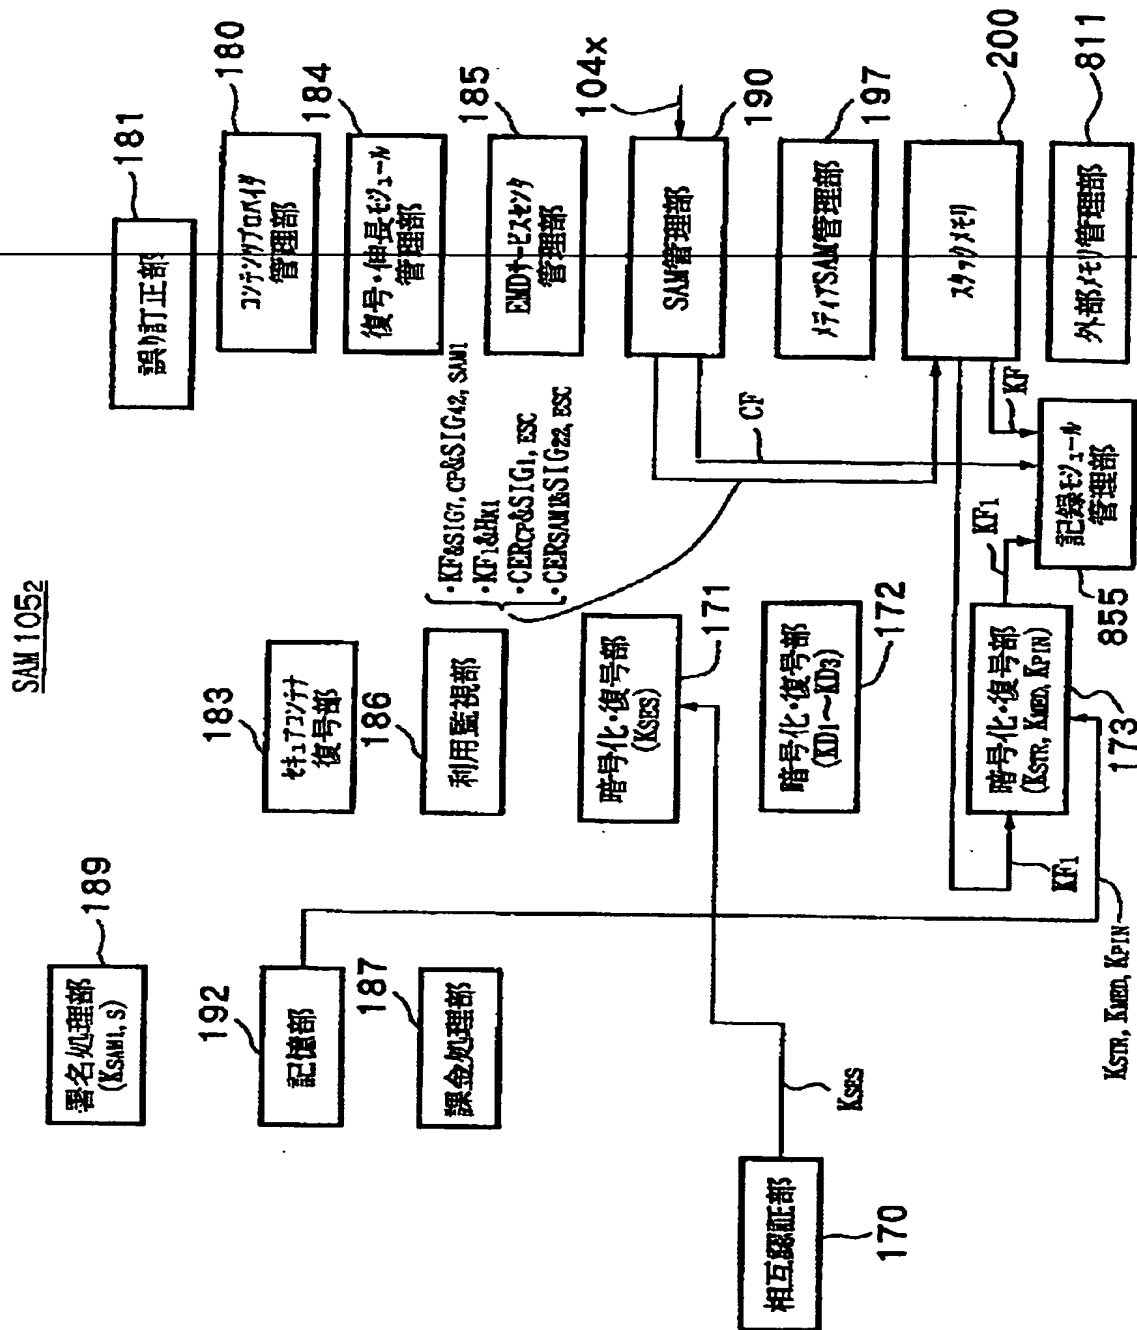 SAM 105₂
誤り訂正部
181
コンテンツプロバイダ
管理部
180
復号・伸長モジュール
管理部
184
EMDサービスセンタ
管理部
185
SAM管理部
190
104x
メディアSAM管理部
197
スタックメモリ
200
外部メモリ管理部
811
・KF&SIG7, CP&SIG42, SAM1
・KF1&HK1
・CERCP&SIG1, ESC
・CERSAM1&SIG22, ESC
CF
KF
KF1
記録モジュール
管理部
855
セキュアコンテナ
復号部
183
利用監視部
186
暗号化・復号部
(KSES)
171
暗号化・復号部
(KD1~KD3)
172
暗号化・復号部
(KSTR, KMED, KPIN)
173
KF1
署名処理部
(KSAM1, S)
189
記憶部
192
課金処理部
187
KSTR, KMED, KPIN
KSES
相互認証部
170